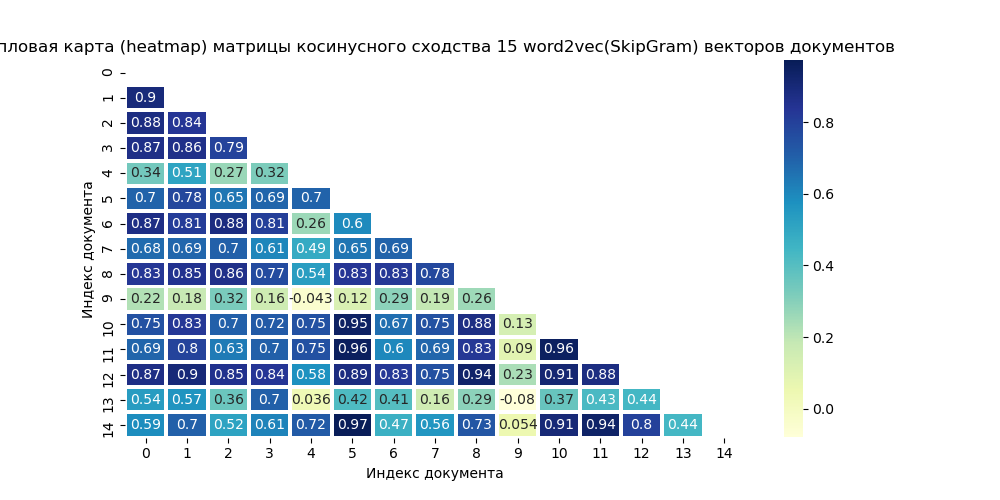 пловая карта (heatmap) матрицы косинусного сходства 15 word2vec(SkipGram) векторов документов
0
1 0.9
2 0.88 0.84
3 0.87 0.86 0.79
4 0.34 0.51 0.27 0.32
5 0.7 0.78 0.65 0.69 0.7
6 0.87 0.81 0.88 0.81 0.26 0.6
7 0.68 0.69 0.7 0.61 0.49 0.65 0.69
8 0.83 0.85 0.86 0.77 0.54 0.83 0.83 0.78
9 0.22 0.18 0.32 0.16 -0.043 0.12 0.29 0.19 0.26
10 0.75 0.83 0.7 0.72 0.75 0.95 0.67 0.75 0.88 0.13
11 0.69 0.8 0.63 0.7 0.75 0.96 0.6 0.69 0.83 0.09 0.96
12 0.87 0.9 0.85 0.84 0.58 0.89 0.83 0.75 0.94 0.23 0.91 0.88
13 0.54 0.57 0.36 0.7 0.036 0.42 0.41 0.16 0.29 -0.08 0.37 0.43 0.44
14 0.59 0.7 0.52 0.61 0.72 0.97 0.47 0.56 0.73 0.054 0.91 0.94 0.8 0.44
0 1 2 3 4 5 6 7 8 9 10 11 12 13 14
Индекс документа
Индекс документа
0.8
0.6
0.4
0.2
0.0